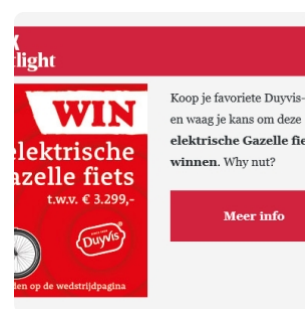 light
WIN
elektrische
azelle fiets
t.w.v. € 3.299,-
Duyvis
en op de wedstrijdpagina
Koop je favoriete Duyvis-
en waag je kans om deze
elektrische Gazelle fie
winnen. Why nut?
Meer info